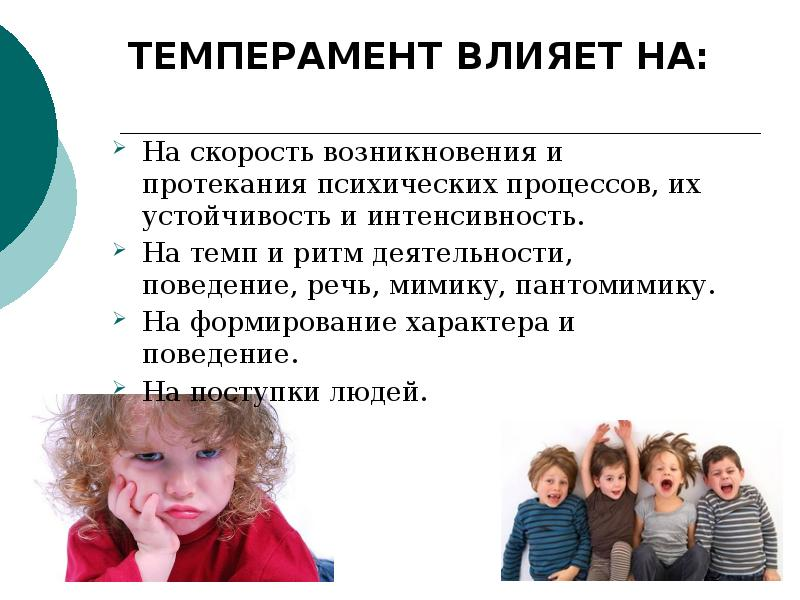 ТЕМПЕРАМЕНТ ВЛИЯЕТ НА:
На скорость возникновения и
протекания психических процессов, их
устойчивость и интенсивность.
На темп и ритм деятельности,
поведение, речь, мимику, пантомимику.
На формирование характера и
поведение.
На поступки людей.